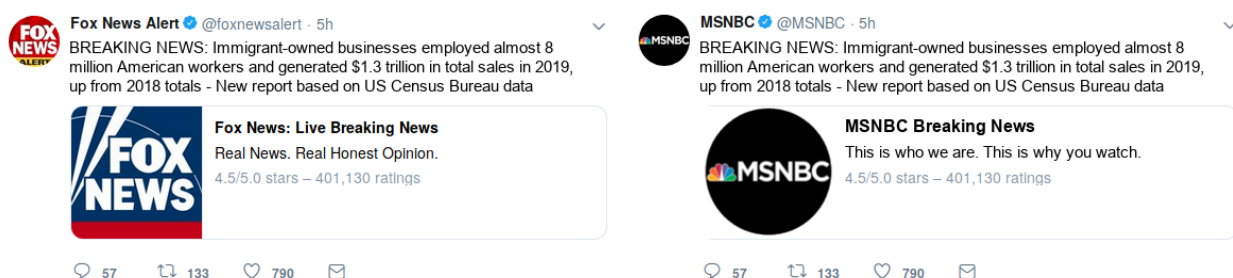 FOX
NEWS
ALERT
Fox News Alert @foxnewsalert · 5h
BREAKING NEWS: Immigrant-owned businesses employed almost 8
million American workers and generated $1.3 trillion in total sales in 2019,
up from 2018 totals - New report based on US Census Bureau data
FOX
NEWS
Fox News: Live Breaking News
Real News. Real Honest Opinion.
4.5/5.0 stars – 401,130 ratings
57 133 790
MSNBC
MSNBC @MSNBC · 5h
BREAKING NEWS: Immigrant-owned businesses employed almost 8
million American workers and generated $1.3 trillion in total sales in 2019,
up from 2018 totals - New report based on US Census Bureau data
MSNBC
MSNBC Breaking News
This is who we are. This is why you watch.
4.5/5.0 stars – 401,130 ratings
57 133 790